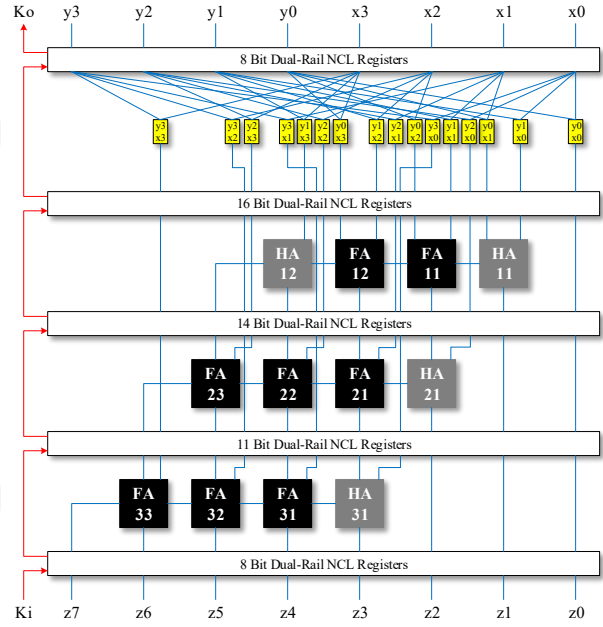 Ko y3 y2 y1 y0 x3 x2 x1 x0
8 Bit Dual-Rail NCL Registers
y3 y3 y2 y3 y1 y2 y0 y1 y2 y0 y3 y1 y2 y0 y1 y0
x3 x2 x3 x1 x3 x2 x3 x2 x1 x2 x0 x1 x0 x1 x0 x0
16 Bit Dual-Rail NCL Registers
HA FA FA HA
12 12 11 11
14 Bit Dual-Rail NCL Registers
FA FA FA HA
23 22 21 21
11 Bit Dual-Rail NCL Registers
FA FA FA HA
33 32 31 31
8 Bit Dual-Rail NCL Registers
Ki z7 z6 z5 z4 z3 z2 z1 z0